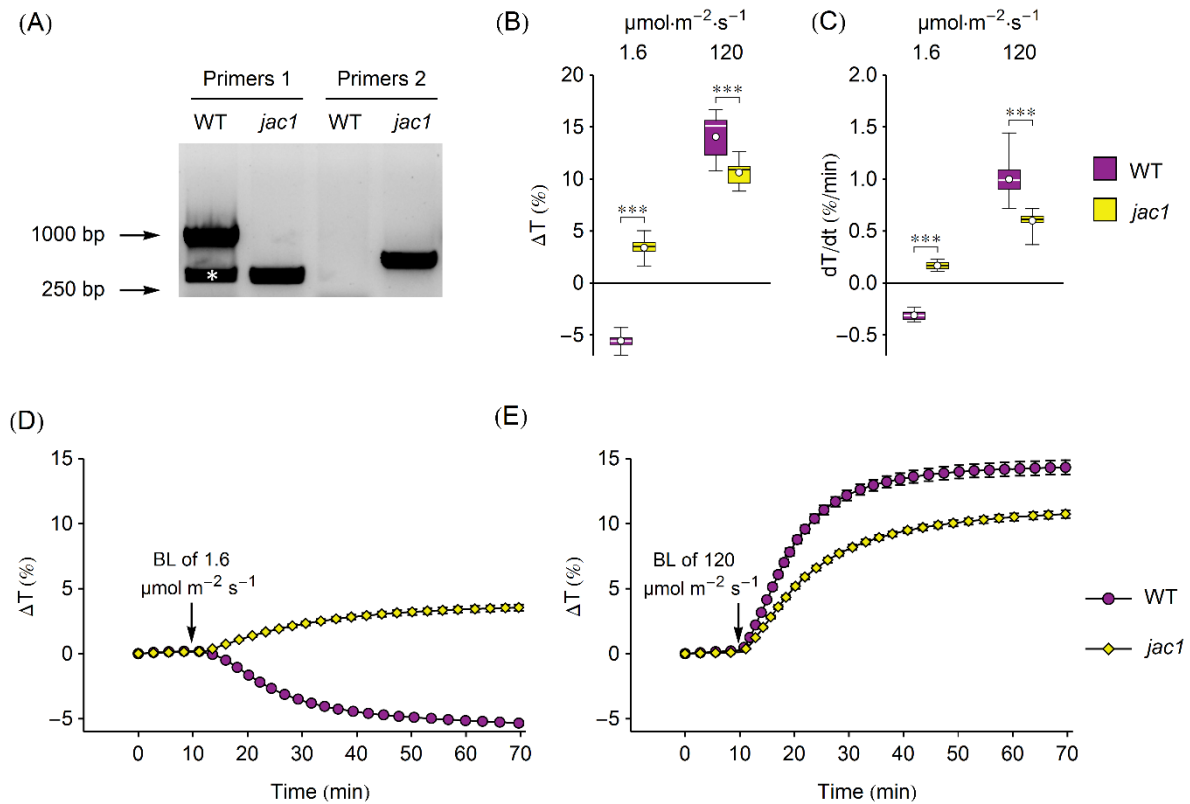 (A)
Primers 1 Primers 2
WT jac1 WT jac1
1000 bp
*
250 bp
(B)
μmol·m−2·s−1
1.6 120
ΔT (%)
20
15
10
5
0
−5
***
***
(C)
μmol·m−2·s−1
1.6 120
dT/dt (%/min)
2.0
1.5
1.0
0.5
0.0
−0.5
***
***
WT
jac1
(D)
ΔT (%)
15
10
5
0
−5
BL of 1.6
μmol m−2 s−1
0 10 20 30 40 50 60 70
Time (min)
(E)
ΔT (%)
15
10
5
0
−5
BL of 120
μmol m−2 s−1
0 10 20 30 40 50 60 70
Time (min)
WT
jac1